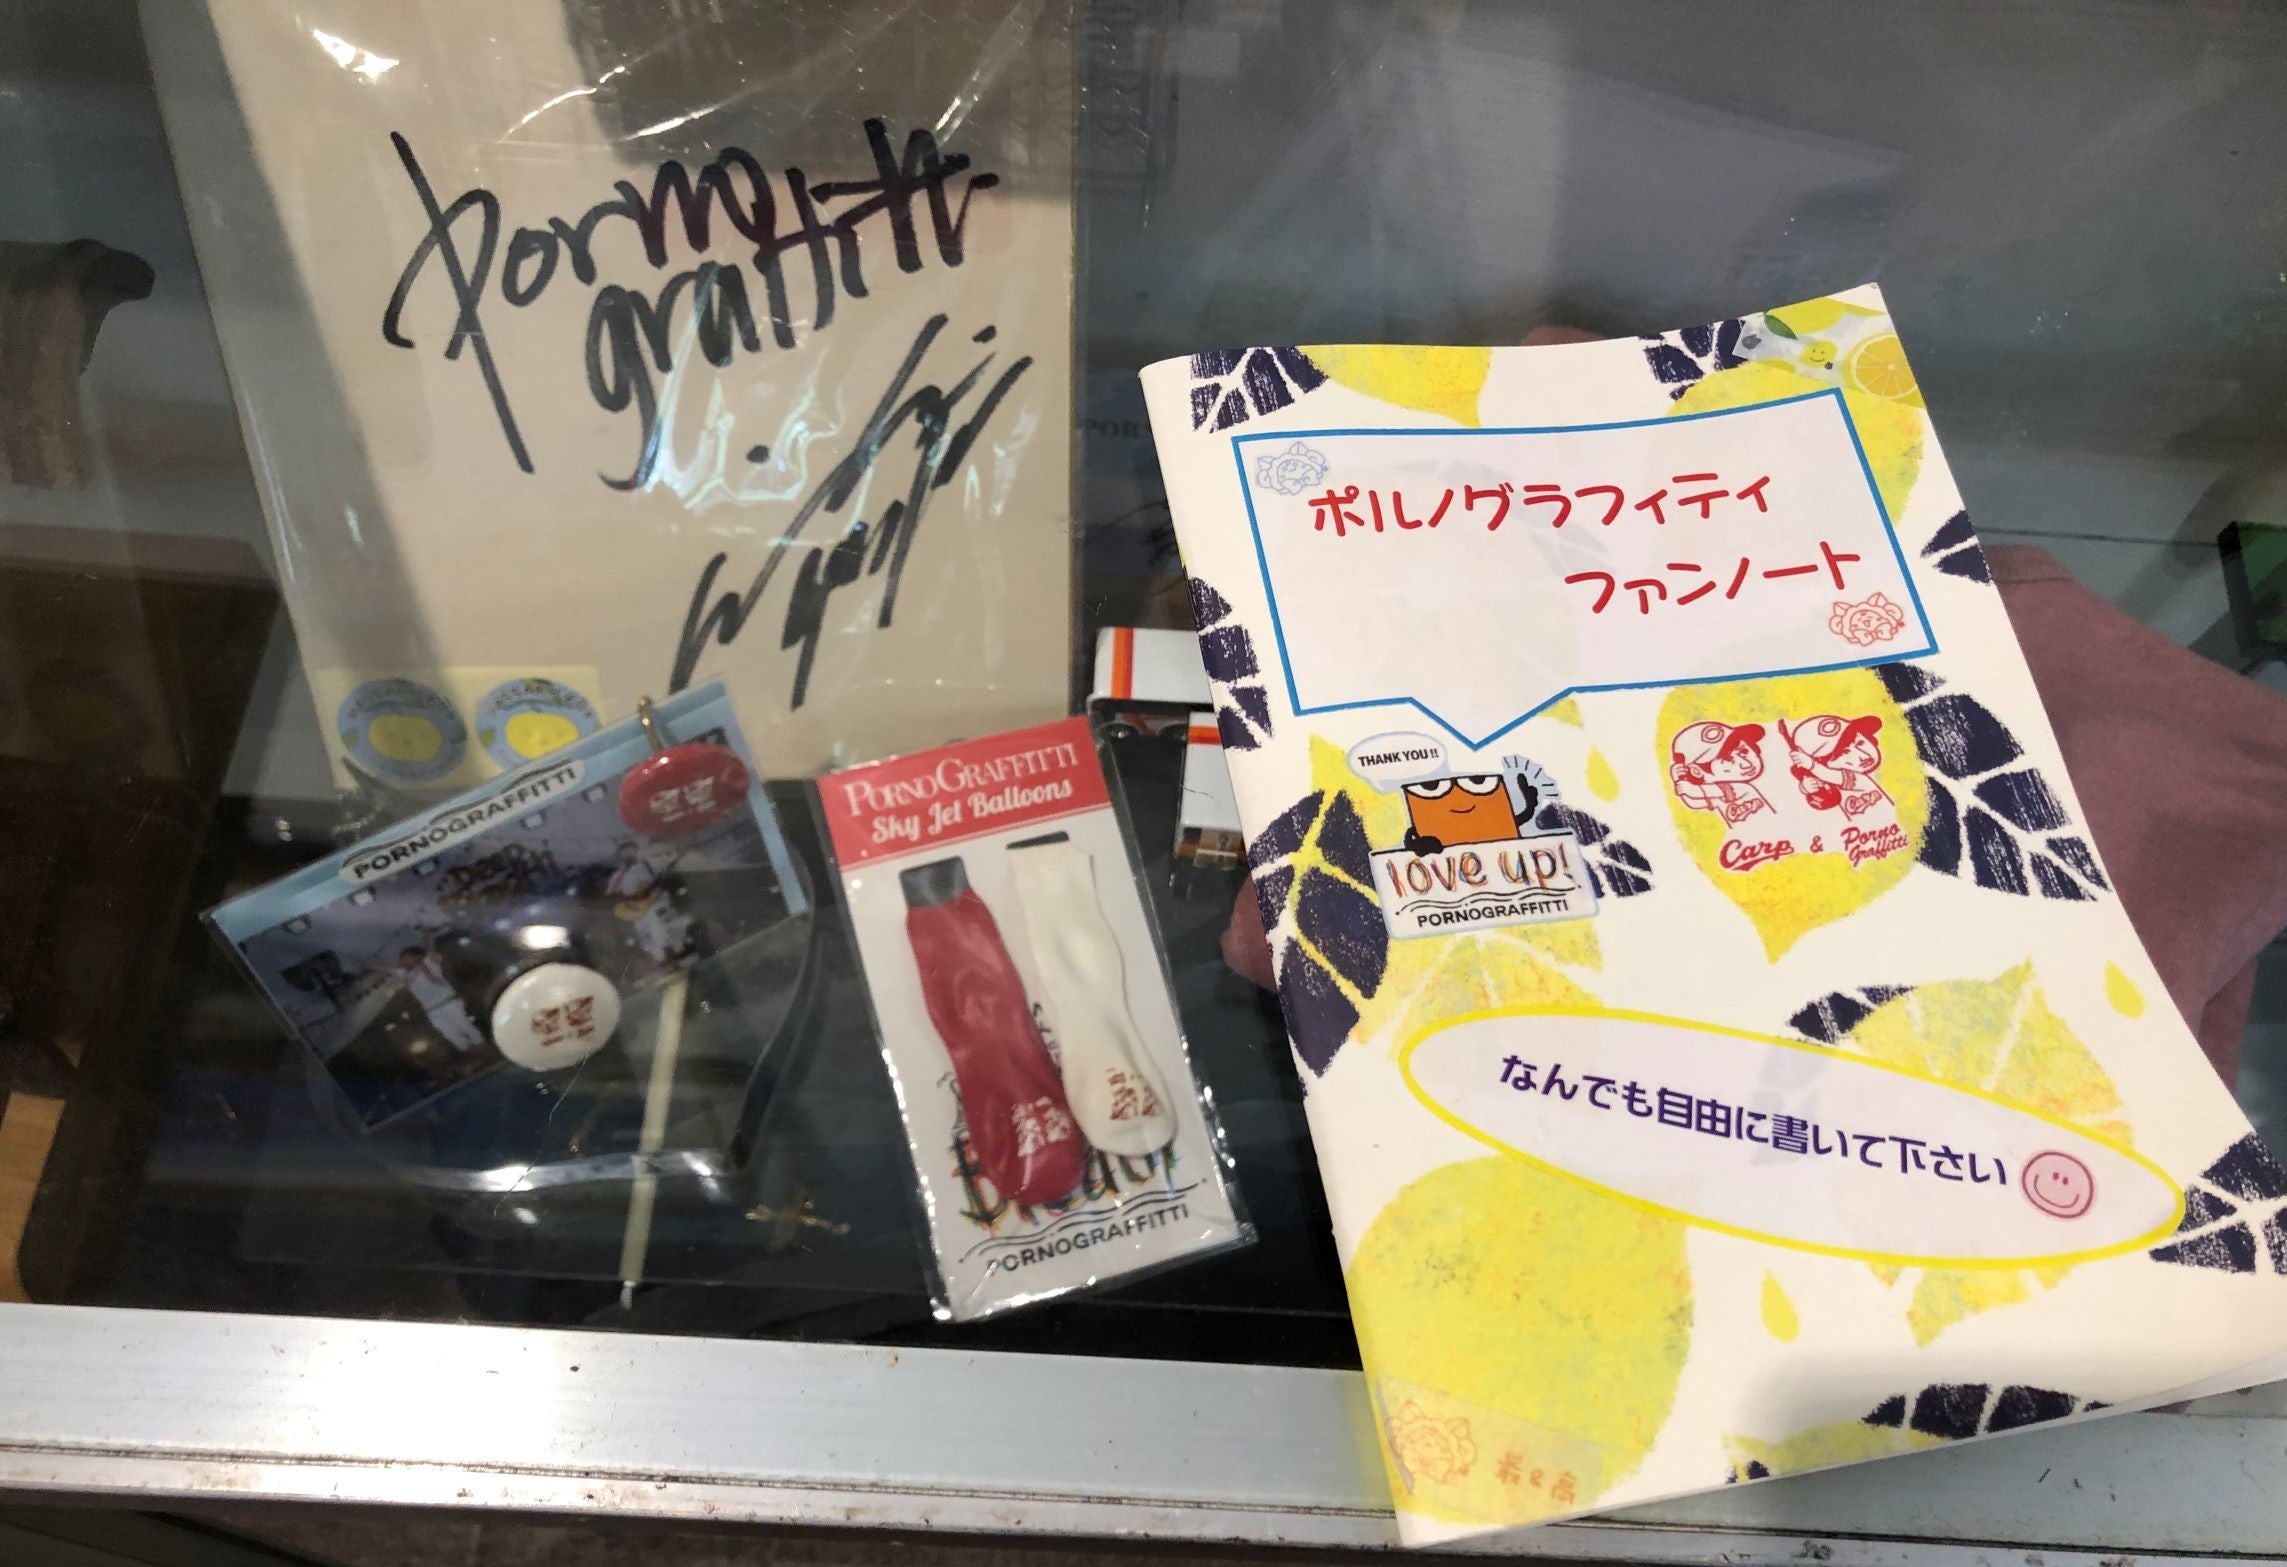 Porno
graffitti
PORNOGRAFFITTI
PORNOGRAFFITTI
Sky Jet Balloons
PORNOGRAFFITTI
ポルノグラフィティ
ファンノート
THANK YOU!!
love up!
PORNOGRAFFITTI
Carp
Carp
Carp & Porno
Graffitti
なんでも自由に書いて下さい